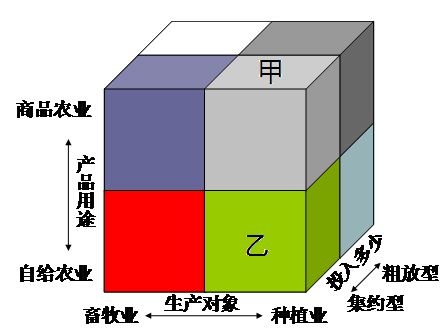 甲
商品农业
产品用途
乙
自给农业
投入多少
粗放型
集约型
生产对象
畜牧业
种植业